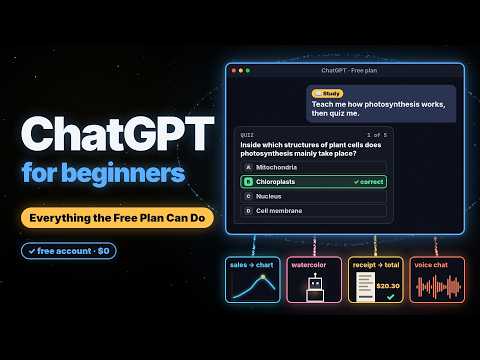 ChatGPT
for beginners
Everything the Free Plan Can Do
✓ free account · $0
ChatGPT · Free plan
Study
Teach me how photosynthesis works,
then quiz me.
QUIZ 1 of 5
Inside which structures of plant cells does
photosynthesis mainly take place?
A Mitochondria
B Chloroplasts ✓ correct
C Nucleus
D Cell membrane
sales → chart
watercolor
receipt → total
$20.30
voice chat